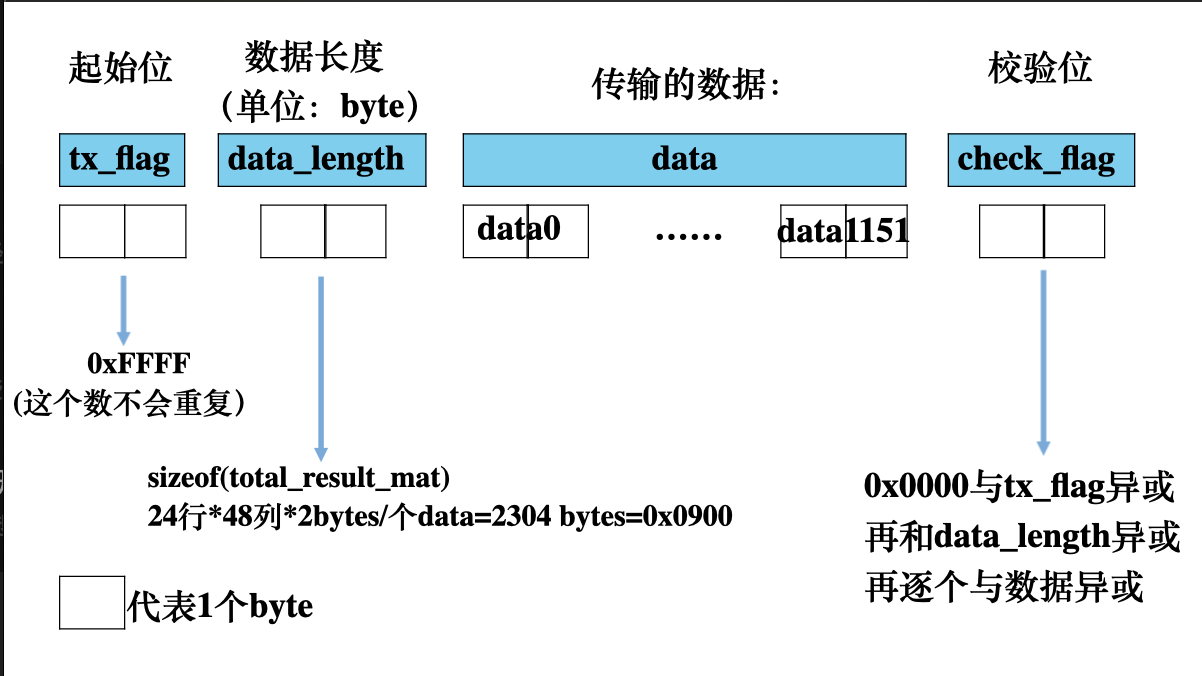 起始位
数据长度
（单位：byte）
传输的数据：
校验位
tx_flag
data_length
data
check_flag
data0
……
data1151
0xFFFF
(这个数不会重复）
sizeof(total_result_mat)
24行*48列*2bytes/个data=2304 bytes=0x0900
0x0000与tx_flag异或
再和data_length异或
再逐个与数据异或
代表1个byte